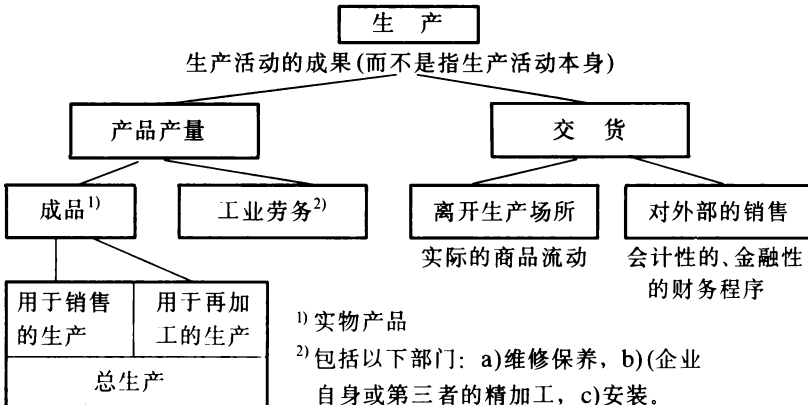 生 产
生产活动的成果(而不是指生产活动本身)
产品产量
交 货
成品1)
工业劳务2)
离开生产场所
对外部的销售
实际的商品流动
会计性的、金融性
的财务程序
用于销售
的生产
用于再加
工的生产
总生产
1) 实物产品
2) 包括以下部门：a)维修保养，b)(企业
自身或第三者的精加工，c)安装。